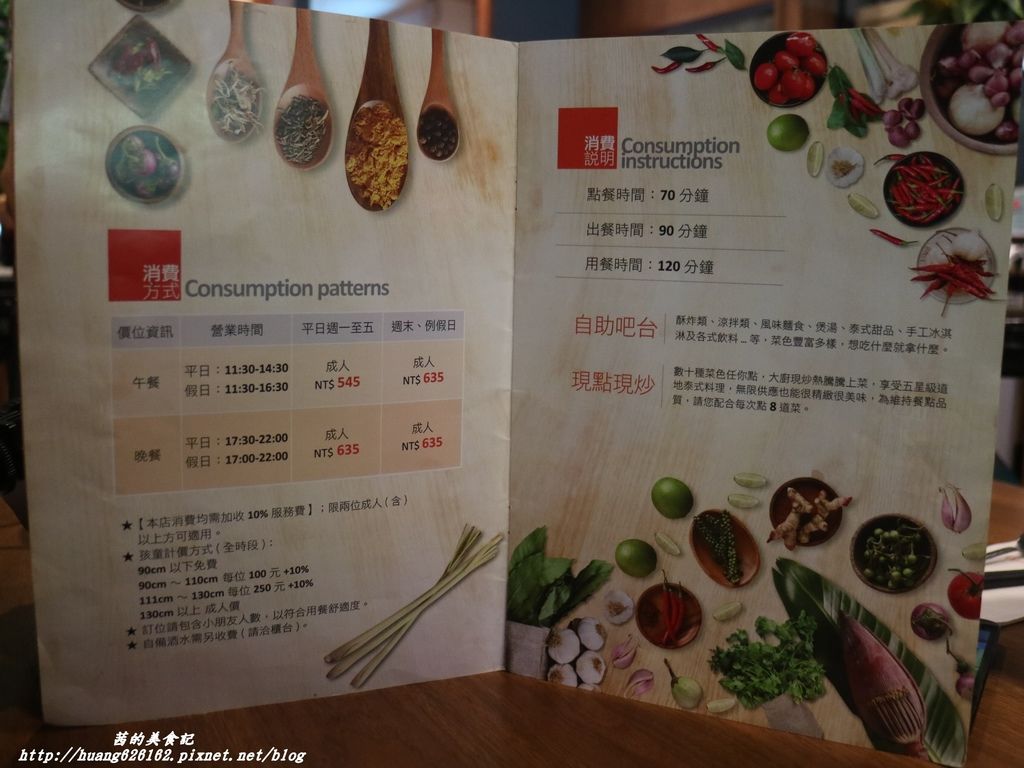 消費
方式 Consumption patterns
價位資訊 營業時間 平日週一至五 週末、例假日
午餐 平日：11:30-14:30 假日：11:30-16:30 成人 NT$ 545 成人 NT$ 635
晚餐 平日：17:30-22:00 假日：17:00-22:00 成人 NT$ 635 成人 NT$ 635
★【本店消費均需加收 10% 服務費】；限兩位成人（含）
以上方可適用。
★ 孩童計價方式（全時段）：
90cm 以下免費
90cm ～ 110cm 每位 100 元 +10%
111cm ～ 130cm 每位 250 元 +10%
130cm 以上 成人價
★ 訂位請包含小朋友人數，以符合用餐舒適度。
★ 自備酒水需另收費（請洽櫃台）。
消費
說明 Consumption
instructions
點餐時間：70 分鐘
出餐時間：90 分鐘
用餐時間：120 分鐘
自助吧台
酥炸類、涼拌類、風味麵食、煲湯、泰式甜品、手工冰淇
淋及各式飲料 ... 等，菜色豐富多樣，想吃什麼就拿什麼。
現點現炒
數十種菜色任你點，大廚現炒熱騰騰上菜，享受五星級道
地泰式料理，無限供應也能很精緻很美味，為維持餐點品
質，請您配合每次點 8 道菜。
茜的美食記
http://huang626162.pixnet.net/blog